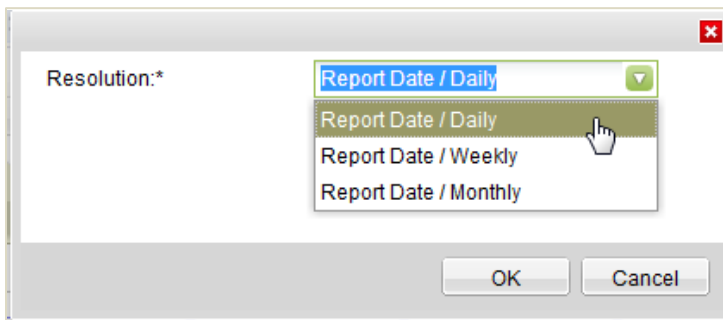 Resolution:* Report Date / Daily
Report Date / Daily
Report Date / Weekly
Report Date / Monthly
OK Cancel